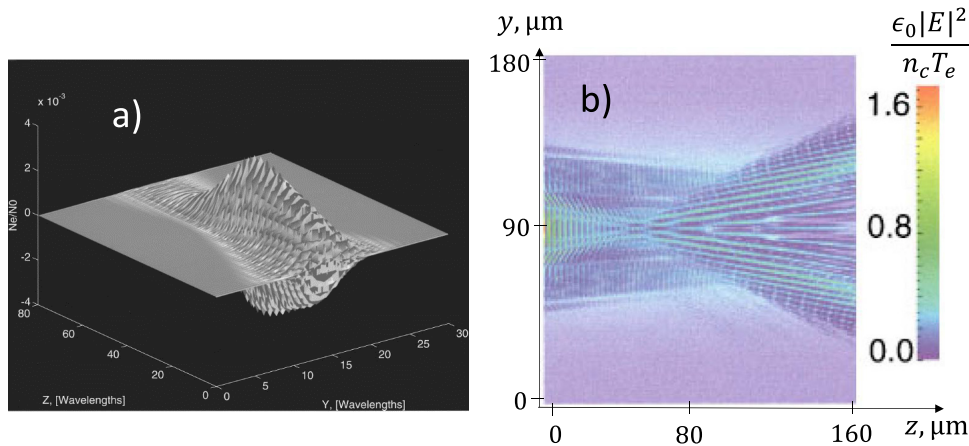 a)
x 10⁻³
4
2
0
-2
-4
Ne/N0
80
60
40
20
0
Z, [Wavelengths]
0
5
10
15
20
25
30
Y, [Wavelengths]
b)
y, μm
180
90
0
0
80
160
z, μm
ϵ₀|E|²
n_cT_e
1.6
0.8
0.0